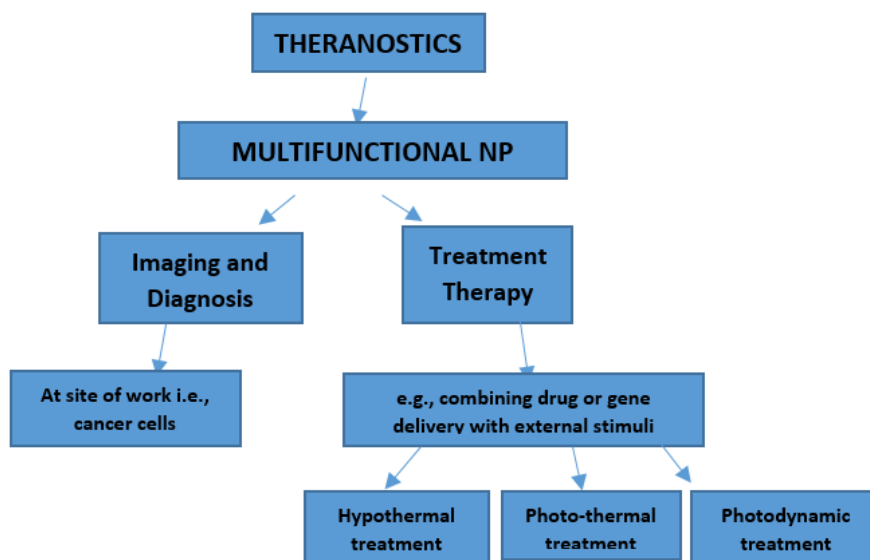 THERANOSTICS
MULTIFUNCTIONAL NP
Imaging and
Diagnosis
Treatment
Therapy
At site of work i.e.,
cancer cells
e.g., combining drug or gene
delivery with external stimuli
Hypothermal
treatment
Photo-thermal
treatment
Photodynamic
treatment